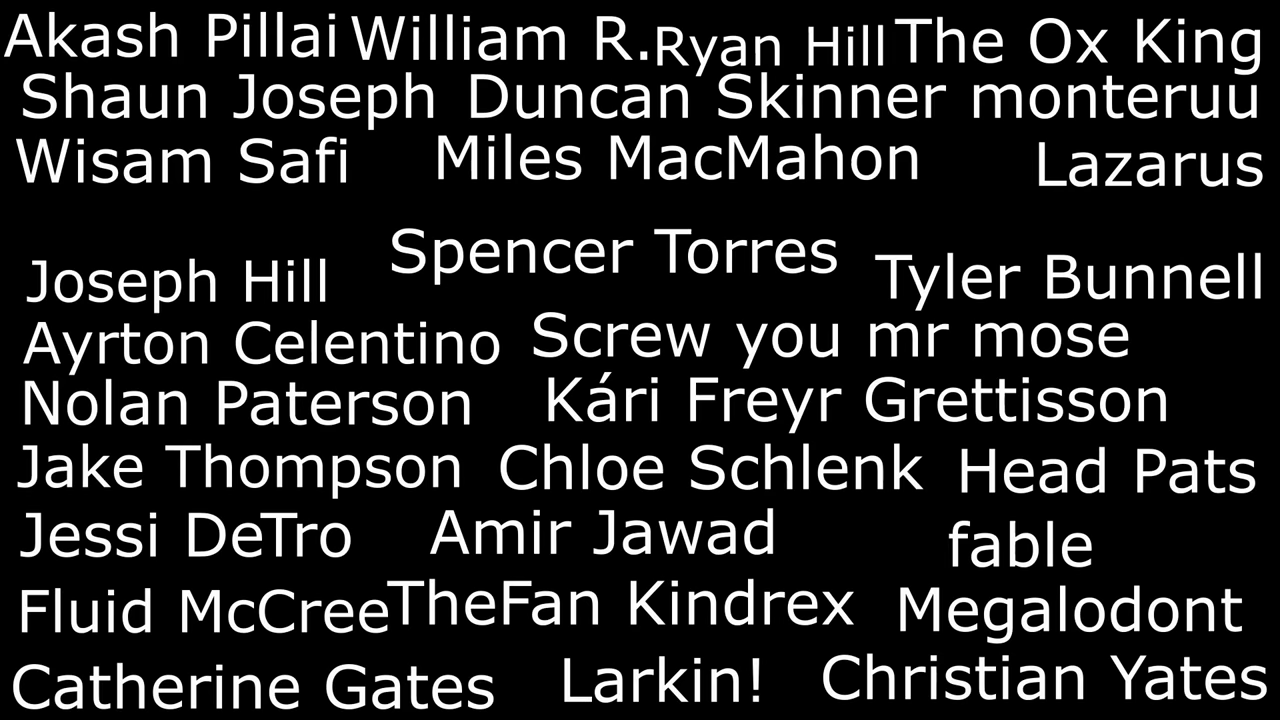 Akash Pillai William R. Ryan Hill The Ox King
Shaun Joseph Duncan Skinner monteruu
Wisam Safi Miles MacMahon Lazarus
Joseph Hill Spencer Torres Tyler Bunnell
Ayrton Celentino Screw you mr mose
Nolan Paterson Kári Freyr Grettisson
Jake Thompson Chloe Schlenk Head Pats
Jessi DeTro Amir Jawad fable
Fluid McCree TheFan Kindrex Megalodont
Catherine Gates Larkin! Christian Yates